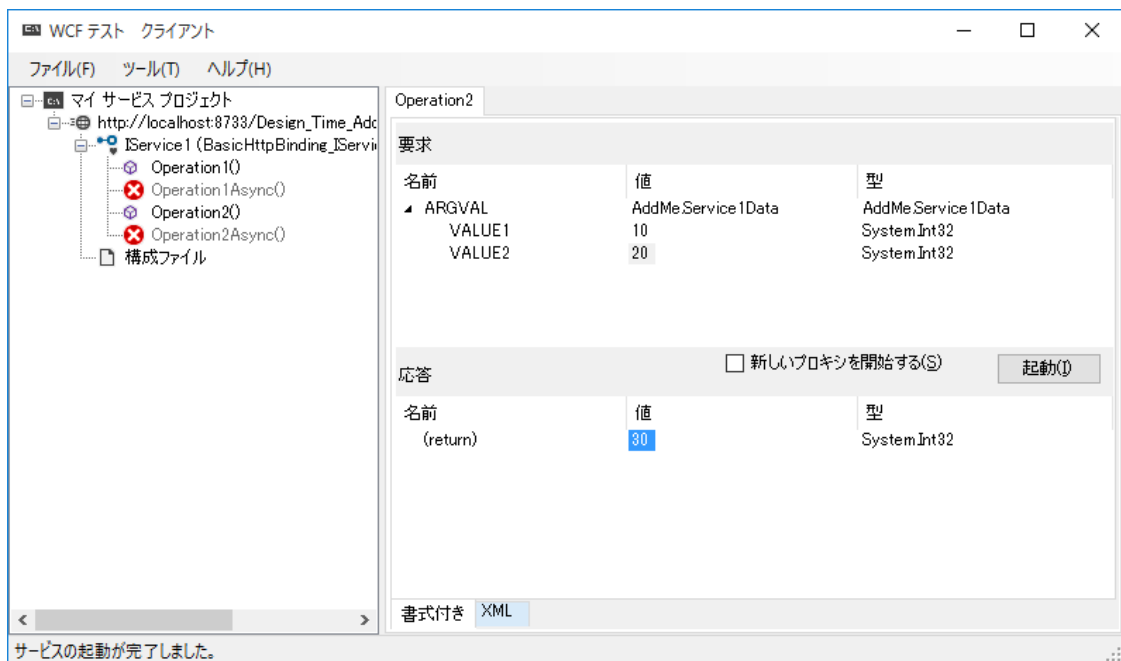 WCF テスト クライアント
ファイル(F) ツール(T) ヘルプ(H)
マイ サービス プロジェクト
http://localhost:8733/Design_Time_Add
IService1 (BasicHttpBinding_IServi
Operation1()
Operation1Async()
Operation2()
Operation2Async()
構成ファイル
Operation2
要求
名前 値 型
ARGVAL AddMe.Service1Data AddMe.Service1Data
VALUE1 10 System.Int32
VALUE2 20 System.Int32
応答 新しいプロキシを開始する(S) 起動(I)
名前 値 型
(return) 30 System.Int32
書式付き XML
サービスの起動が完了しました。